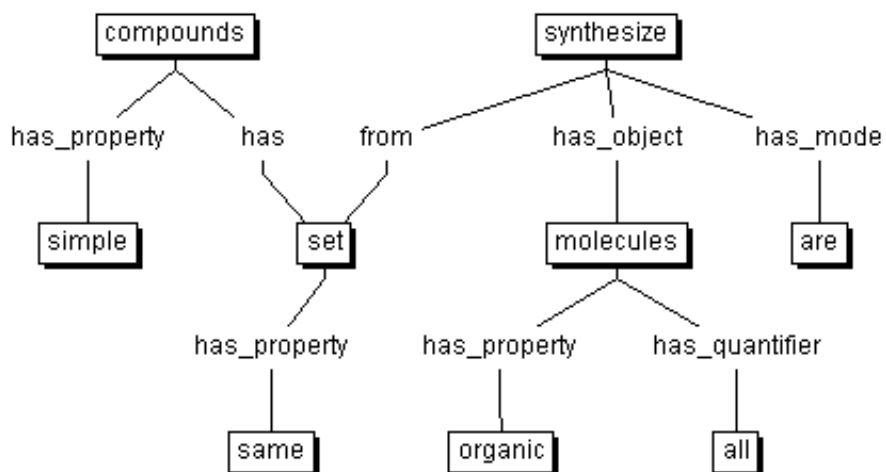 compounds synthesize
has_property has from has_object has_mode
simple set molecules are
has_property has_property has_quantifier
same organic all